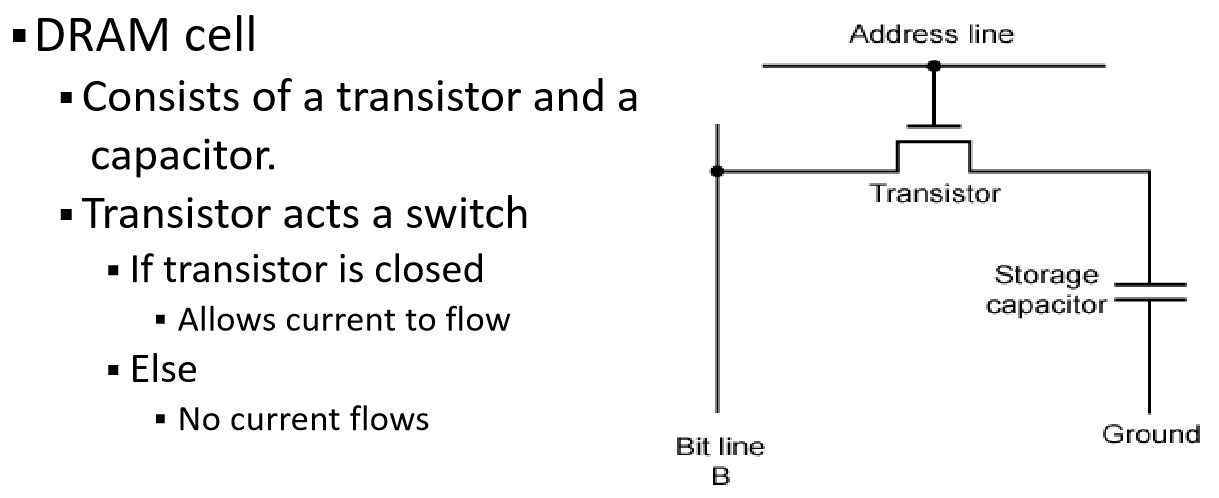 ▪DRAM cell
▪Consists of a transistor and a
capacitor.
▪Transistor acts a switch
▪If transistor is closed
▪Allows current to flow
▪Else
▪No current flows
Address line
Transistor
Storage
capacitor
Ground
Bit line
B